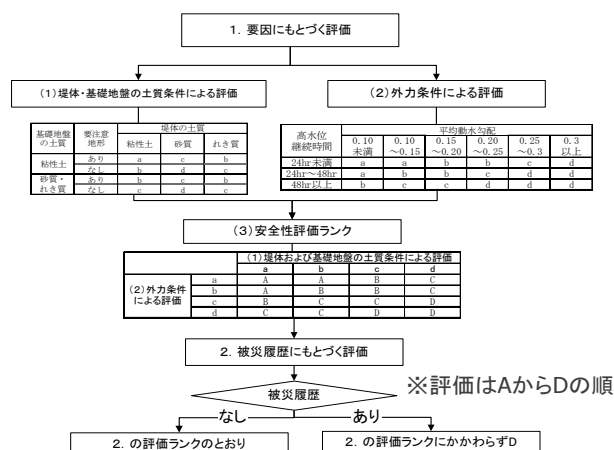 1. 要因にもとづく評価
(1)堤体・基礎地盤の土質条件による評価
基礎地盤の土質 要注意地形 堤体の土質
粘性土 砂質 れき質
粘性土 あり a c b
なし b d c
砂質・れき質 あり b c b
なし c d d
(2)外力条件による評価
高水位継続時間 平均動水勾配
0.10未満 0.10~0.15 0.15~0.20 0.20~0.25 0.25~0.3 0.3以上
24hr未満 a a b b c d
24hr~48hr a b b c d d
48hr以上 b c c d d d
(3)安全性評価ランク
(1)堤体および基礎地盤の土質条件による評価
a b c d
(2)外力条件による評価
a A A B C
b A B B C
c B C C D
d C C D D
2. 被災履歴にもとづく評価
被災履歴
※評価はAからDの順
なし あり
2. の評価ランクのとおり
2. の評価ランクにかかわらずD